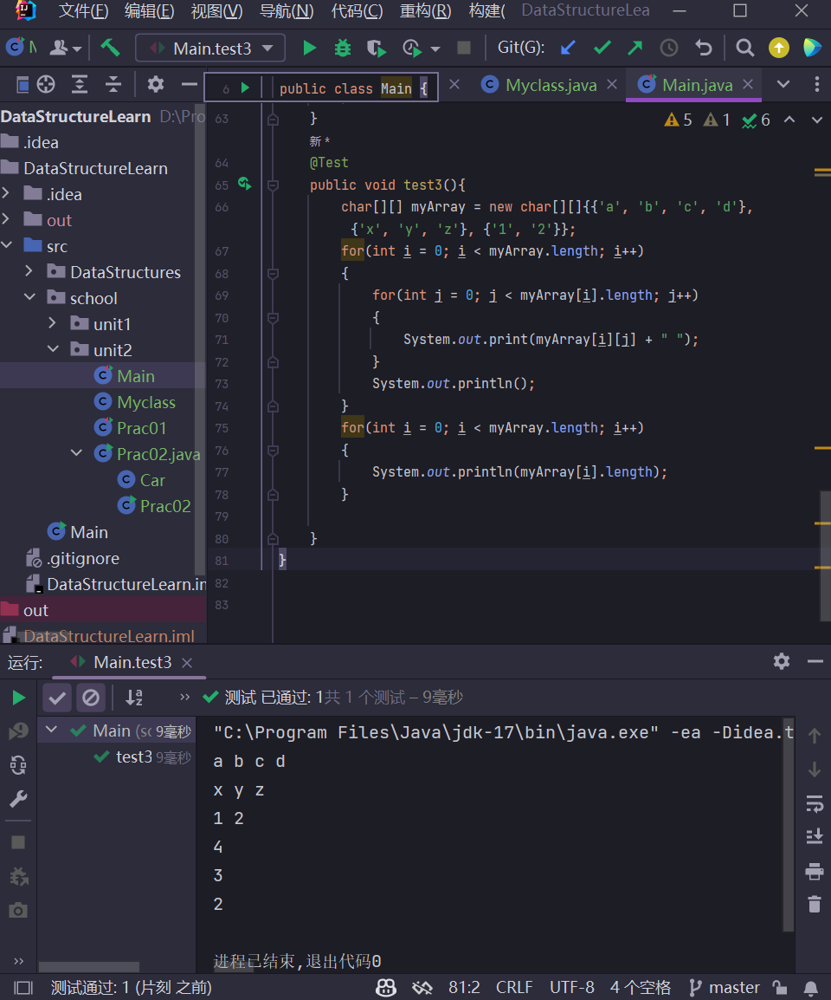 文件(F) 编辑(E) 视图(V) 导航(N) 代码(C) 重构(R) 构建( DataStructureLea
Main.test3 Git(G):
6 public class Main { Myclass.java Main.java
DataStructureLearn D:\Pro
.idea
DataStructureLearn
.idea
out
src
DataStructures
school
unit1
unit2
Main
Myclass
Prac01
Prac02.java
Car
Prac02
Main
.gitignore
DataStructureLearn.im
out
DataStructureLearn.iml
5 1 6
63 }
新 *
64 @Test
65 public void test3(){
66 char[][] myArray = new char[][]{{'a', 'b', 'c', 'd'},
{'x', 'y', 'z'}, {'1', '2'}};
67 for(int i = 0; i < myArray.length; i++)
68 {
69 for(int j = 0; j < myArray[i].length; j++)
70 {
71 System.out.print(myArray[i][j] + " ");
72 }
73 System.out.println();
74 }
75 for(int i = 0; i < myArray.length; i++)
76 {
77 System.out.println(myArray[i].length);
78 }
79
80 }
81 }
82
83
运行: Main.test3
测试 已通过: 1共 1 个测试 – 9毫秒
Main (sc 9毫秒
test3 9毫秒
"C:\Program Files\Java\jdk-17\bin\java.exe" -ea -Didea.t
a b c d
x y z
1 2
4
3
2
进程已结束,退出代码0
测试通过: 1 (片刻 之前) 81:2 CRLF UTF-8 4 个空格 master